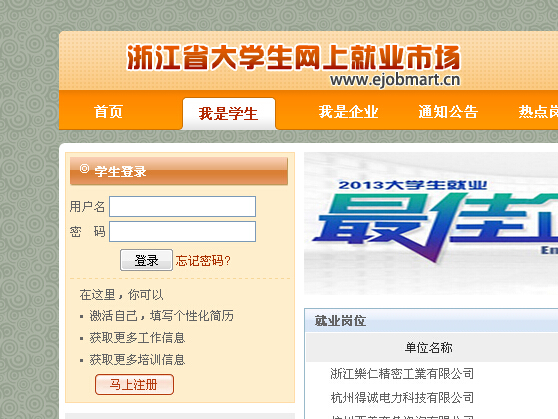 浙江省大学生网上就业市场
www.ejobmart.cn
首页 我是学生 我是企业 通知公告 热点岗
学生登录
用户名
密 码
登录 忘记密码?
在这里，你可以
激活自己，填写个性化简历
获取更多工作信息
获取更多培训信息
马上注册
2013大学生就业
最佳企
En
就业岗位
单位名称
浙江樂仁精密工業有限公司
杭州得诚电力科技有限公司